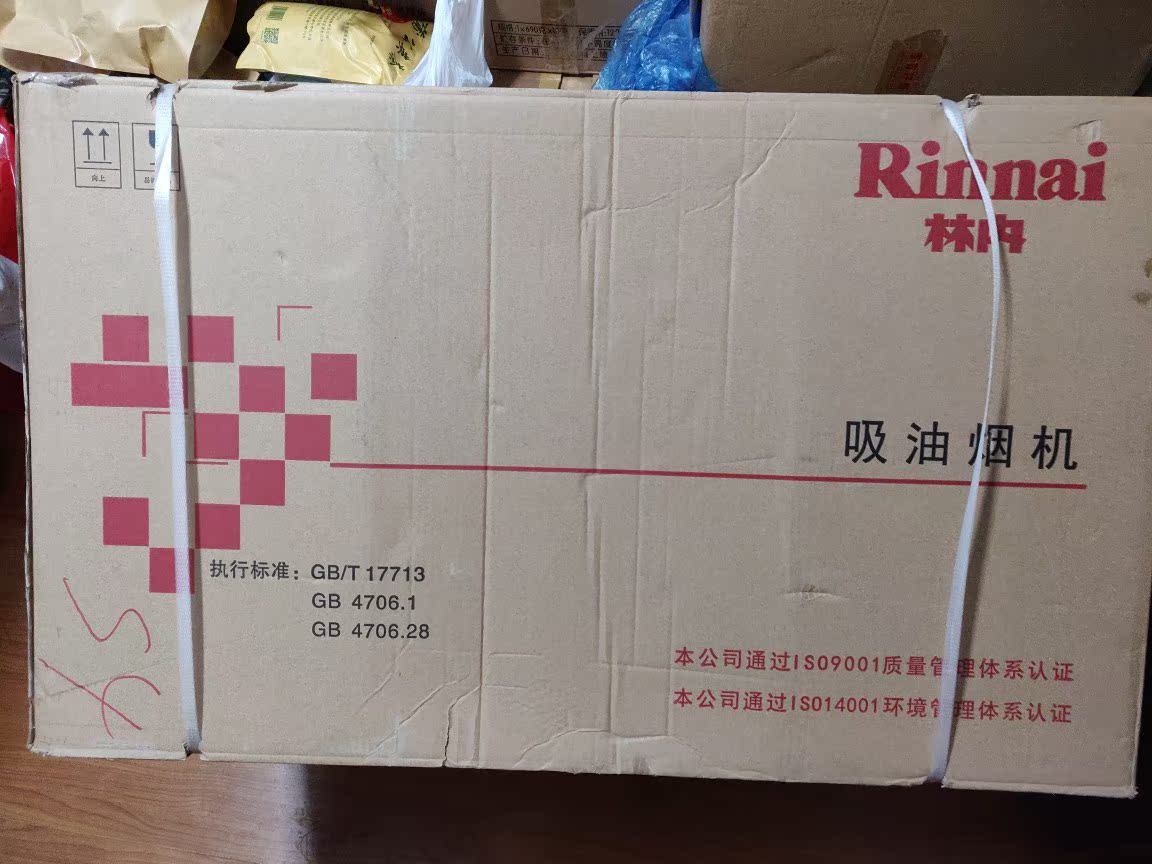 向上
Rinnai
林内
吸油烟机
执行标准：GB/T 17713
GB 4706.1
GB 4706.28
本公司通过ISO9001质量管理体系认证
本公司通过ISO14001环境管理体系认证